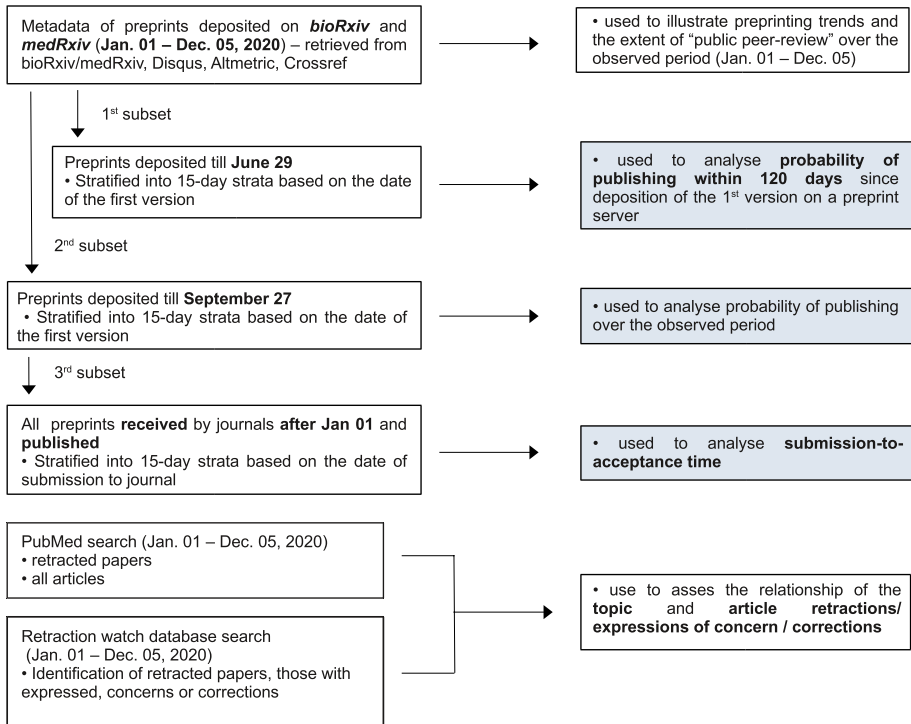 Metadata of preprints deposited on bioRxiv and
medRxiv (Jan. 01 – Dec. 05, 2020) – retrieved from
bioRxiv/medRxiv, Disqus, Altmetric, Crossref
• used to illustrate preprinting trends and
the extent of “public peer-review” over the
observed period (Jan. 01 – Dec. 05)
1st subset
Preprints deposited till June 29
• Stratified into 15-day strata based on the date
of the first version
• used to analyse probability of
publishing within 120 days since
deposition of the 1st version on a preprint
server
2nd subset
Preprints deposited till September 27
• Stratified into 15-day strata based on the date of
the first version
• used to analyse probability of publishing
over the observed period
3rd subset
All preprints received by journals after Jan 01 and
published
• Stratified into 15-day strata based on the date of
submission to journal
• used to analyse submission-to-
acceptance time
PubMed search (Jan. 01 – Dec. 05, 2020)
• retracted papers
• all articles
Retraction watch database search
(Jan. 01 – Dec. 05, 2020)
• Identification of retracted papers, those with
expressed, concerns or corrections
• use to asses the relationship of the
topic and article retractions/
expressions of concern / corrections